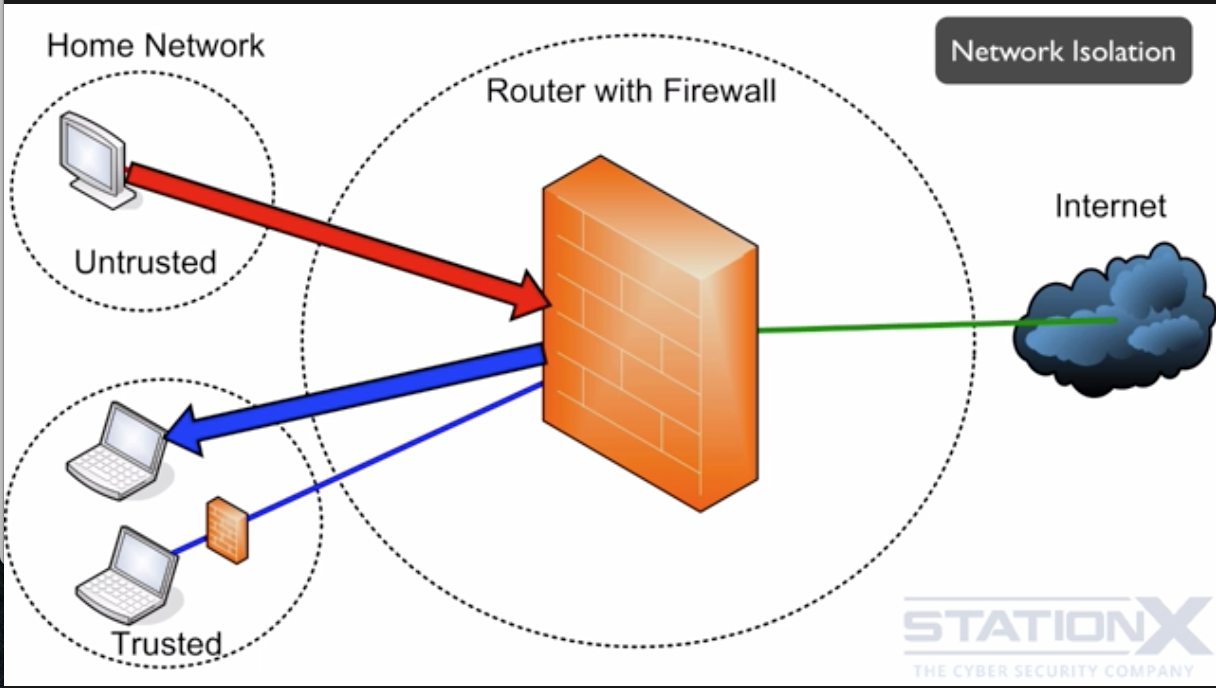 Home Network
Network Isolation
Router with Firewall
Internet
Untrusted
Trusted
STATIONX
THE CYBER SECURITY COMPANY